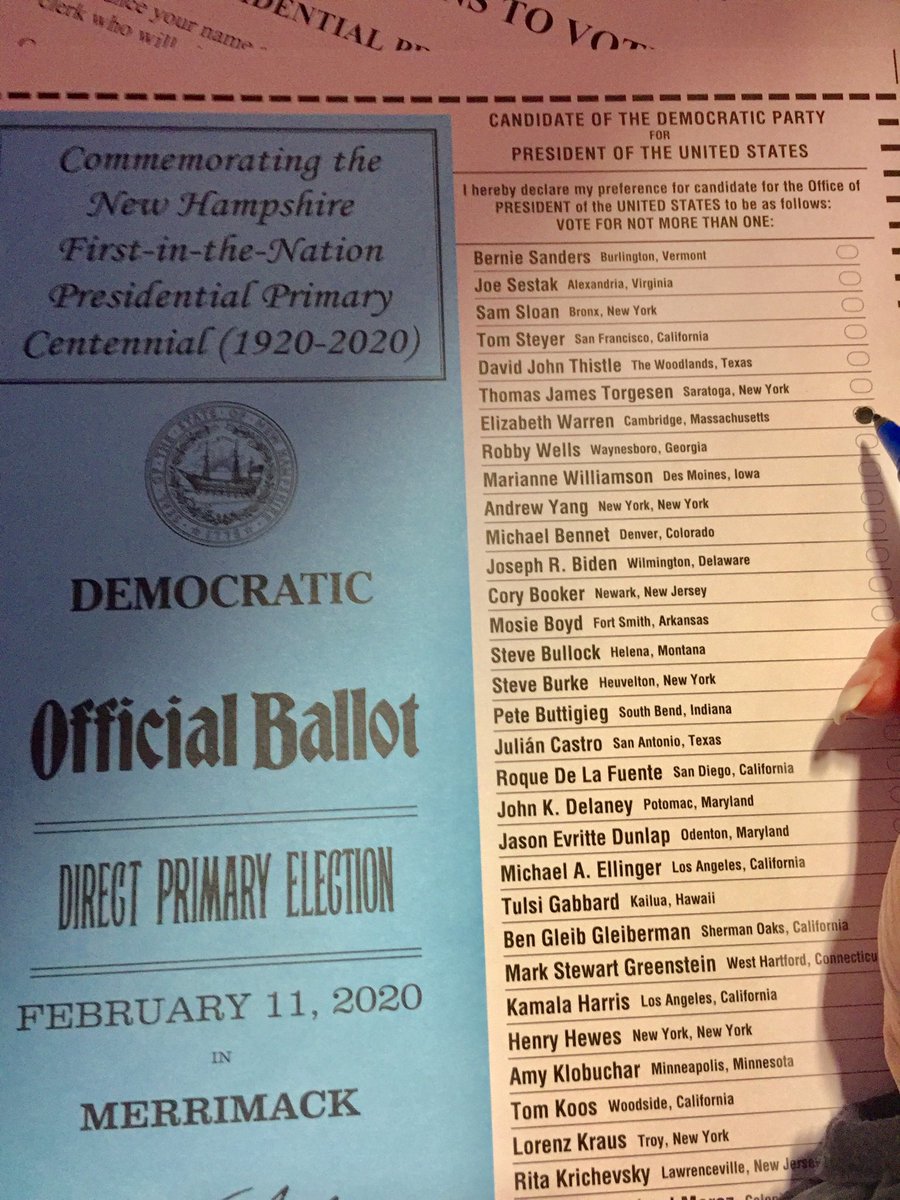 NS TO VOT
IDENTIAL PR
your name
clerk who will
Commemorating the
New Hampshire
First-in-the-Nation
Presidential Primary
Centennial (1920-2020)
DEMOCRATIC
Official Ballot
DIRECT PRIMARY ELECTION
FEBRUARY 11, 2020
IN
MERRIMACK
CANDIDATE OF THE DEMOCRATIC PARTY
FOR
PRESIDENT OF THE UNITED STATES
I hereby declare my preference for candidate for the Office of
PRESIDENT of the UNITED STATES to be as follows:
VOTE FOR NOT MORE THAN ONE:
Bernie Sanders Burlington, Vermont
Joe Sestak Alexandria, Virginia
Sam Sloan Bronx, New York
Tom Steyer San Francisco, California
David John Thistle The Woodlands, Texas
Thomas James Torgesen Saratoga, New York
Elizabeth Warren Cambridge, Massachusetts
Robby Wells Waynesboro, Georgia
Marianne Williamson Des Moines, Iowa
Andrew Yang New York, New York
Michael Bennet Denver, Colorado
Joseph R. Biden Wilmington, Delaware
Cory Booker Newark, New Jersey
Mosie Boyd Fort Smith, Arkansas
Steve Bullock Helena, Montana
Steve Burke Heuvelton, New York
Pete Buttigieg South Bend, Indiana
Julián Castro San Antonio, Texas
Roque De La Fuente San Diego, California
John K. Delaney Potomac, Maryland
Jason Evritte Dunlap Odenton, Maryland
Michael A. Ellinger Los Angeles, California
Tulsi Gabbard Kailua, Hawaii
Ben Gleib Gleiberman Sherman Oaks, California
Mark Stewart Greenstein West Hartford, Connecticu
Kamala Harris Los Angeles, California
Henry Hewes New York, New York
Amy Klobuchar Minneapolis, Minnesota
Tom Koos Woodside, California
Lorenz Kraus Troy, New York
Rita Krichevsky Lawrenceville, New Jersey